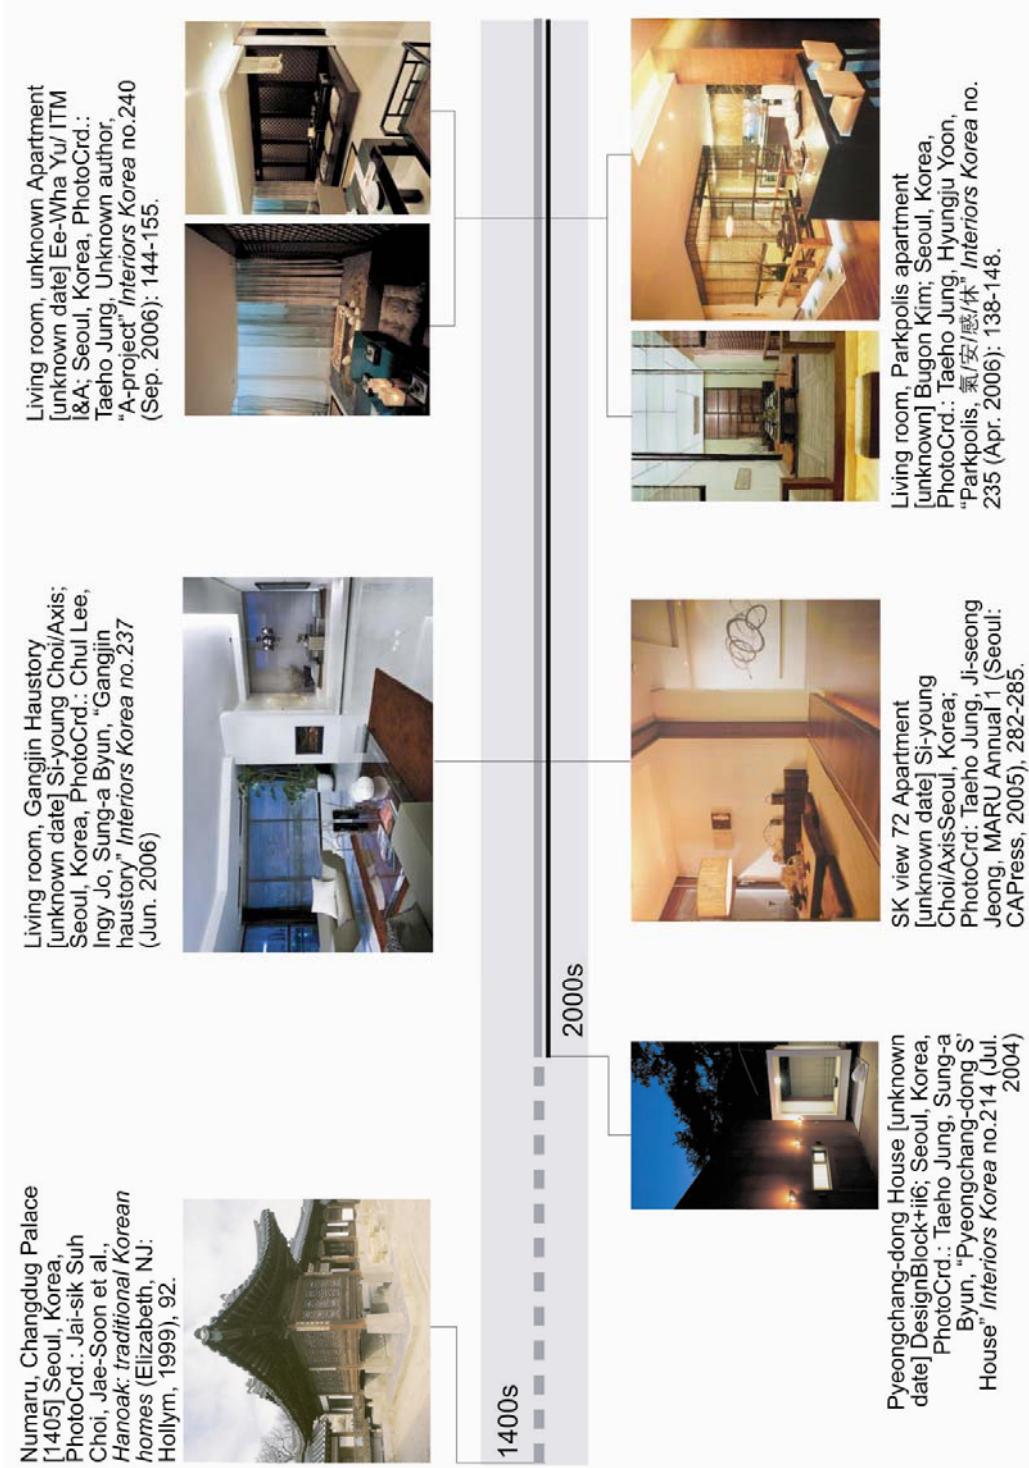 Numaru, Changdug Palace
[1405] Seoul, Korea,
PhotoCrd.: Jai-sik Suh
Choi, Jae-Soon et al.,
Hanoak: traditional Korean
homes (Elizabeth, NJ:
Hollym, 1999), 92.
Living room, Gangjin Haustory
[unknown date] Si-young Choi/Axis;
Seoul, Korea, PhotoCrd.: Chul Lee,
Ingy Jo, Sung-a Byun, “Gangjin
haustory” Interiors Korea no.237
(Jun. 2006)
Living room, unknown Apartment
[unknown date] Ee-Wha Yu/ ITM
I&A; Seoul, Korea, PhotoCrd.:
Taeho Jung, Unknown author,
“A-project” Interiors Korea no.240
(Sep. 2006): 144-155.
1400s
2000s
Pyeongchang-dong House [unknown
date] DesignBlock+ii6; Seoul, Korea,
PhotoCrd.: Taeho Jung, Sung-a
Byun, “Pyeongchang-dong S’
House” Interiors Korea no.214 (Jul.
2004)
SK view 72 Apartment
[unknown date] Si-young
Choi/AxisSeoul, Korea;
PhotoCrd: Taeho Jung, Ji-seong
Jeong, MARU Annual 1 (Seoul:
CAPress, 2005), 282-285.
Living room, Parkpolis apartment
[unknown] Bugon Kim; Seoul, Korea,
PhotoCrd.: Taeho Jung, Hyungju Yoon,
“Parkpolis, 氣/安/感/休” Interiors Korea no.
235 (Apr. 2006): 138-148.